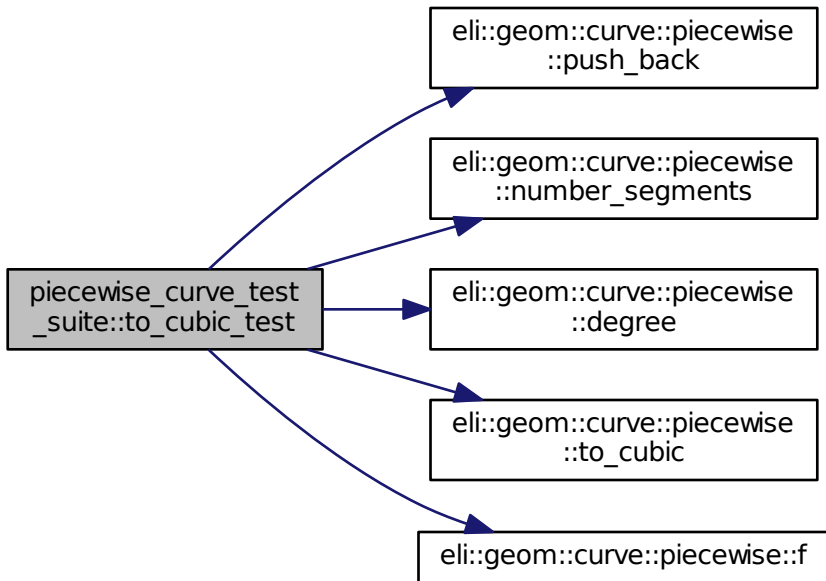 eli::geom::curve::piecewise
::push_back
eli::geom::curve::piecewise
::number_segments
piecewise_curve_test
_suite::to_cubic_test
eli::geom::curve::piecewise
::degree
eli::geom::curve::piecewise
::to_cubic
eli::geom::curve::piecewise::f